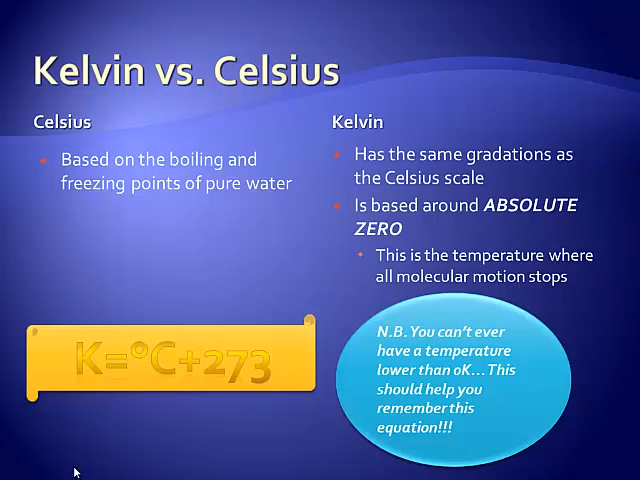 Kelvin vs. Celsius
Celsius
Based on the boiling and
freezing points of pure water
K=°C+273
Kelvin
Has the same gradations as
the Celsius scale
Is based around ABSOLUTE
ZERO
This is the temperature where
all molecular motion stops
N.B. You can't ever
have a temperature
lower than 0K... This
should help you
remember this
equation!!!